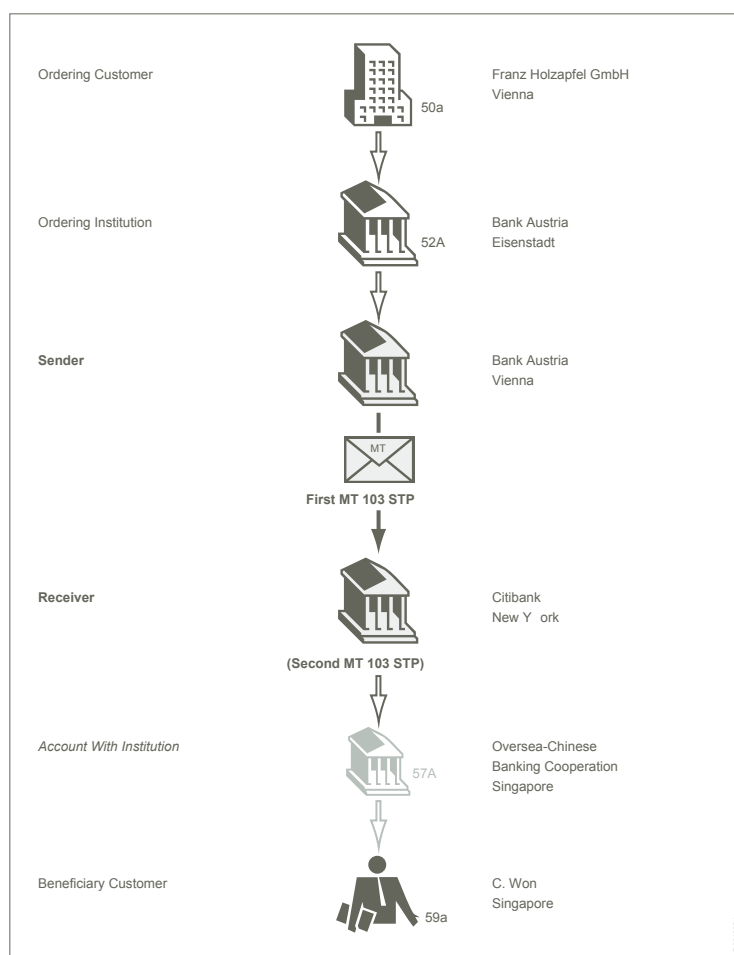 Ordering Customer
50a
Franz Holzapfel GmbH
Vienna
Ordering Institution
52A
Bank Austria
Eisenstadt
Sender
Bank Austria
Vienna
MT
First MT 103 STP
Receiver
Citibank
New Y ork
(Second MT 103 STP)
Account With Institution
57A
Oversea-Chinese
Banking Cooperation
Singapore
Beneficiary Customer
59a
C. Won
Singapore